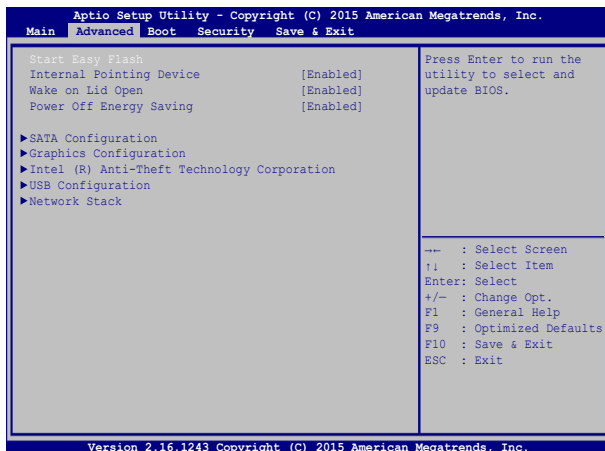 Aptio Setup Utility - Copyright (C) 2015 American Megatrends, Inc.
Main Advanced Boot Security Save & Exit
Start Easy Flash
Internal Pointing Device [Enabled]
Wake on Lid Open [Enabled]
Power Off Energy Saving [Enabled]
▶SATA Configuration
▶Graphics Configuration
▶Intel (R) Anti-Theft Technology Corporation
▶USB Configuration
▶Network Stack
Press Enter to run the
utility to select and
update BIOS.
→← : Select Screen
↑↓ : Select Item
Enter: Select
+/— : Change Opt.
F1 : General Help
F9 : Optimized Defaults
F10 : Save & Exit
ESC : Exit
Version 2.16.1243 Copyright (C) 2015 American Megatrends, Inc.